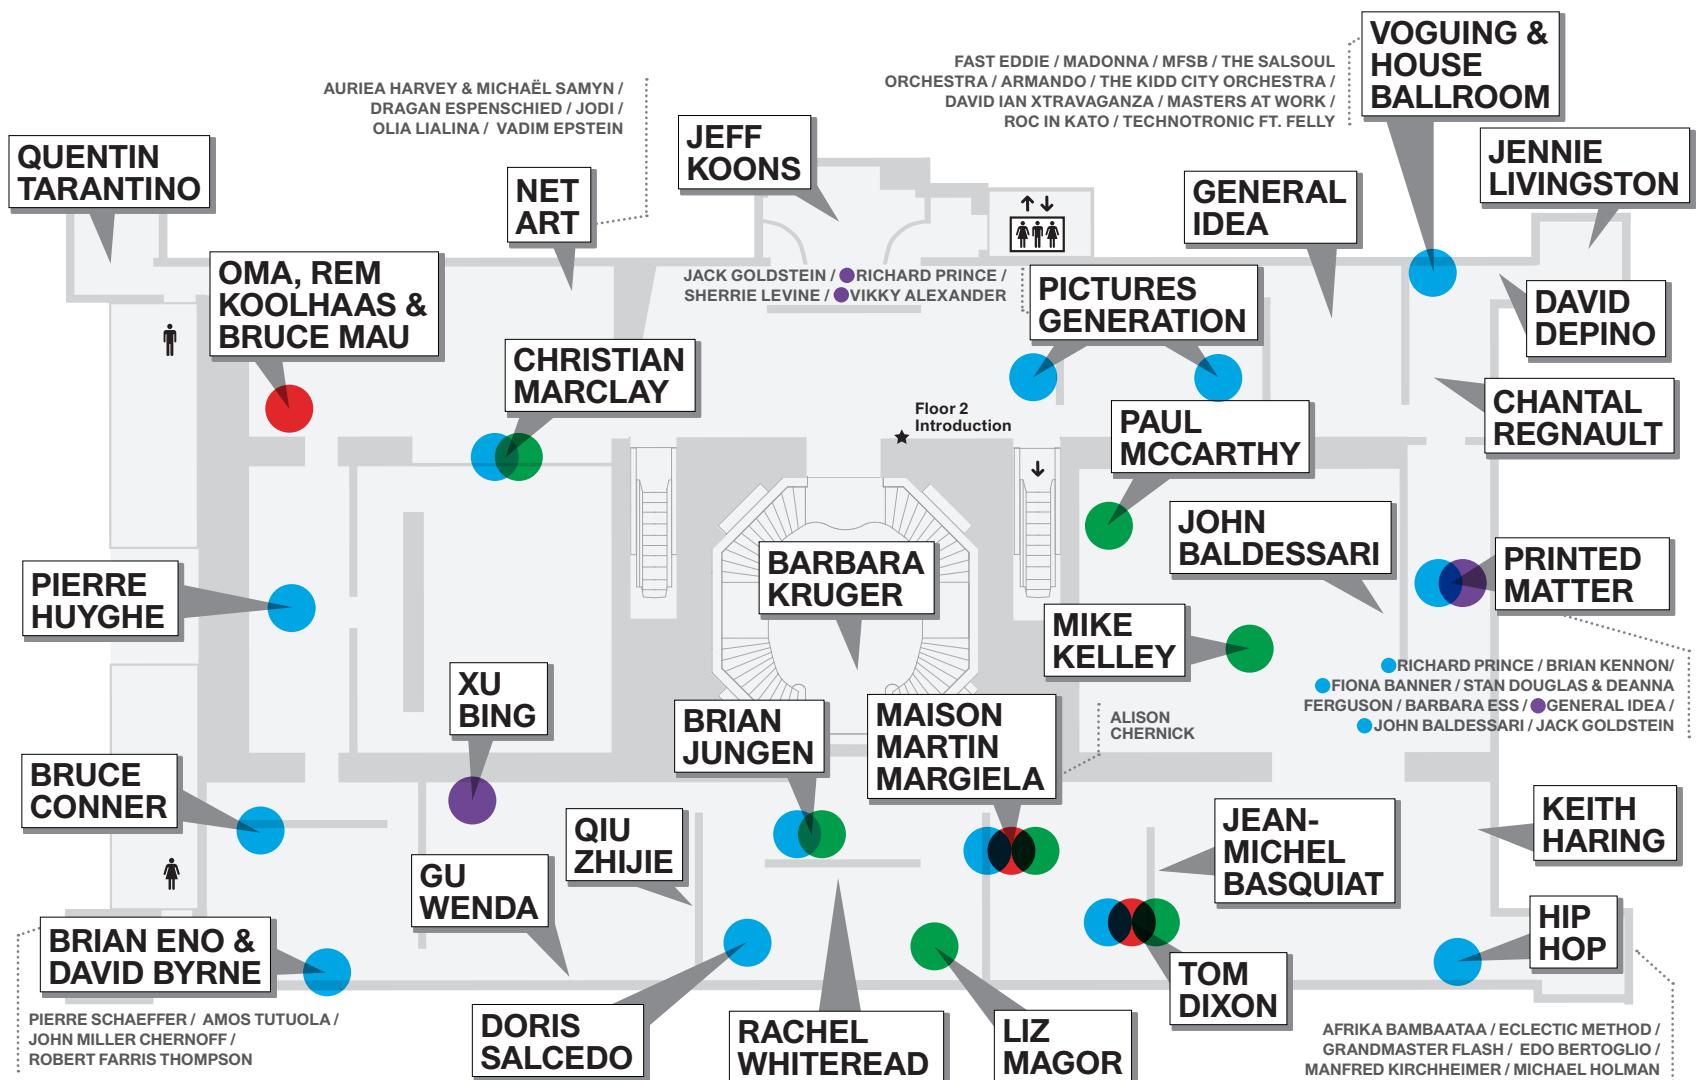 VOGUING &
HOUSE
BALLROOM
FAST EDDIE / MADONNA / MFSB / THE SALSOUL
ORCHESTRA / ARMANDO / THE KIDD CITY ORCHESTRA /
DAVID IAN XTRAVAGANZA / MASTERS AT WORK /
ROC IN KATO / TECHNOTRONIC FT. FELLY
AURIEA HARVEY & MICHAËL SAMYN /
DRAGAN ESPENSCHIED / JODI /
OLIA LIALINA / VADIM EPSTEIN
QUENTIN
TARANTINO
NET
ART
JEFF
KOONS
GENERAL
IDEA
JENNIE
LIVINGSTON
OMA, REM
KOOLHAAS &
BRUCE MAU
JACK GOLDSTEIN / RICHARD PRINCE /
SHERRIE LEVINE / VIKKY ALEXANDER
PICTURES
GENERATION
DAVID
DEPINO
CHRISTIAN
MARCLAY
Floor 2
Introduction
PAUL
MCCARTHY
CHANTAL
REGNAULT
JOHN
BALDESSARI
PRINTED
MATTER
BARBARA
KRUGER
PIERRE
HUYGHE
MIKE
KELLEY
RICHARD PRINCE / BRIAN KENNON/
FIONA BANNER / STAN DOUGLAS & DEANNA
FERGUSON / BARBARA ESS / GENERAL IDEA /
JOHN BALDESSARI / JACK GOLDSTEIN
XU
BING
BRIAN
JUNGEN
MAISON
MARTIN
MARGIELA
ALISON
CHERNICK
BRUCE
CONNER
QIU
ZHIJIE
JEAN-
MICHEL
BASQUIAT
KEITH
HARING
GU
WENDA
BRIAN ENO &
DAVID BYRNE
HIP
HOP
TOM
DIXON
PIERRE SCHAEFFER / AMOS TUTUOLA /
JOHN MILLER CHERNOFF /
ROBERT FARRIS THOMPSON
DORIS
SALCEDO
RACHEL
WHITEREAD
LIZ
MAGOR
AFRIKA BAMBAATAA / ECLECTIC METHOD /
GRANDMASTER FLASH / EDO BERTOGLIO /
MANFRED KIRCHHEIMER / MICHAEL HOLMAN